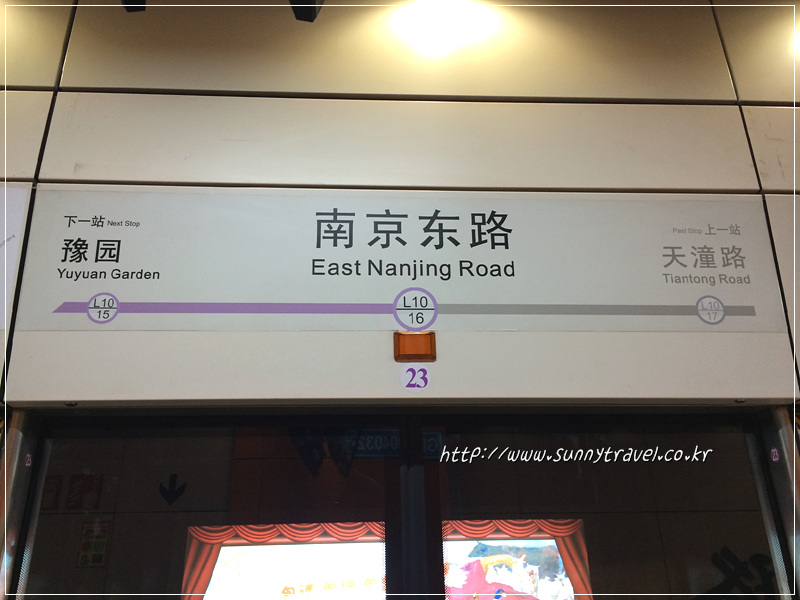 下一站 Next Stop
豫园
Yuyuan Garden
南京东路
East Nanjing Road
Past Stop 上一站
天潼路
Tiantong Road
L10
15
L10
16
L10
17
23
http://www.sunnytravel.co.kr